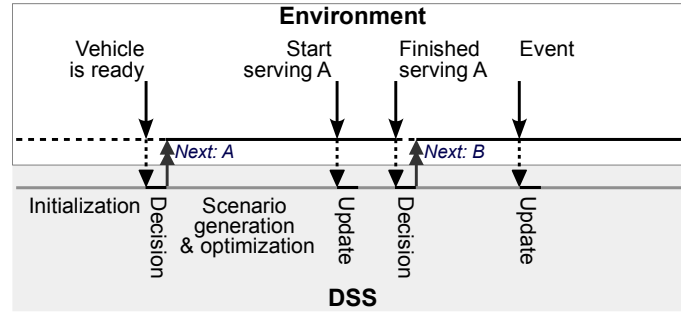 Environment
Vehicle
is ready
Start
serving A
Finished
serving A
Event
Next: A
Next: B
Initialization
Decision
Scenario
generation
& optimization
Update
Decision
Update
DSS